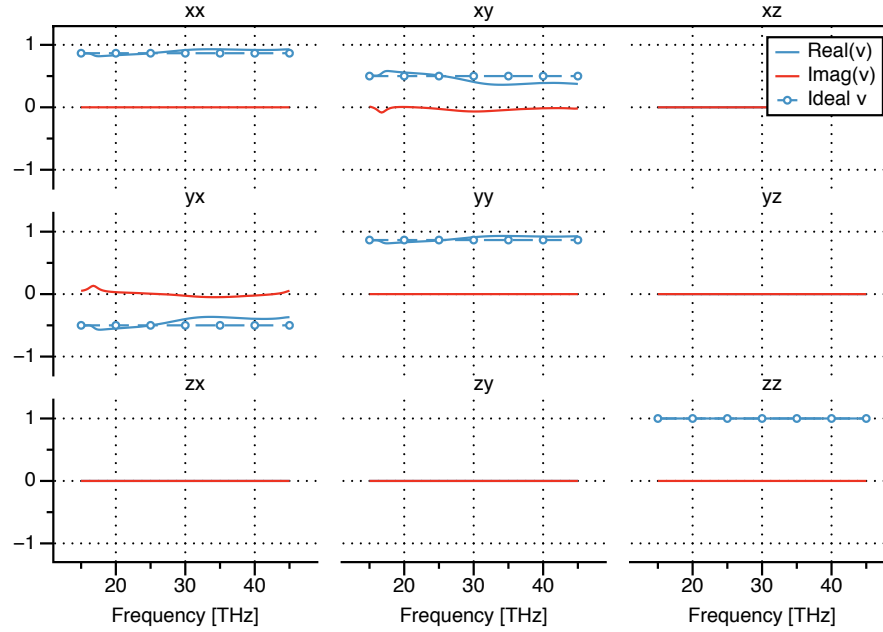 xx xy xz
1
0
−1
Real(v)
Imag(v)
Ideal v
yx yy yz
1
0
−1
zx zy zz
1
0
−1
20 30 40 20 30 40 20 30 40
Frequency [THz] Frequency [THz] Frequency [THz]